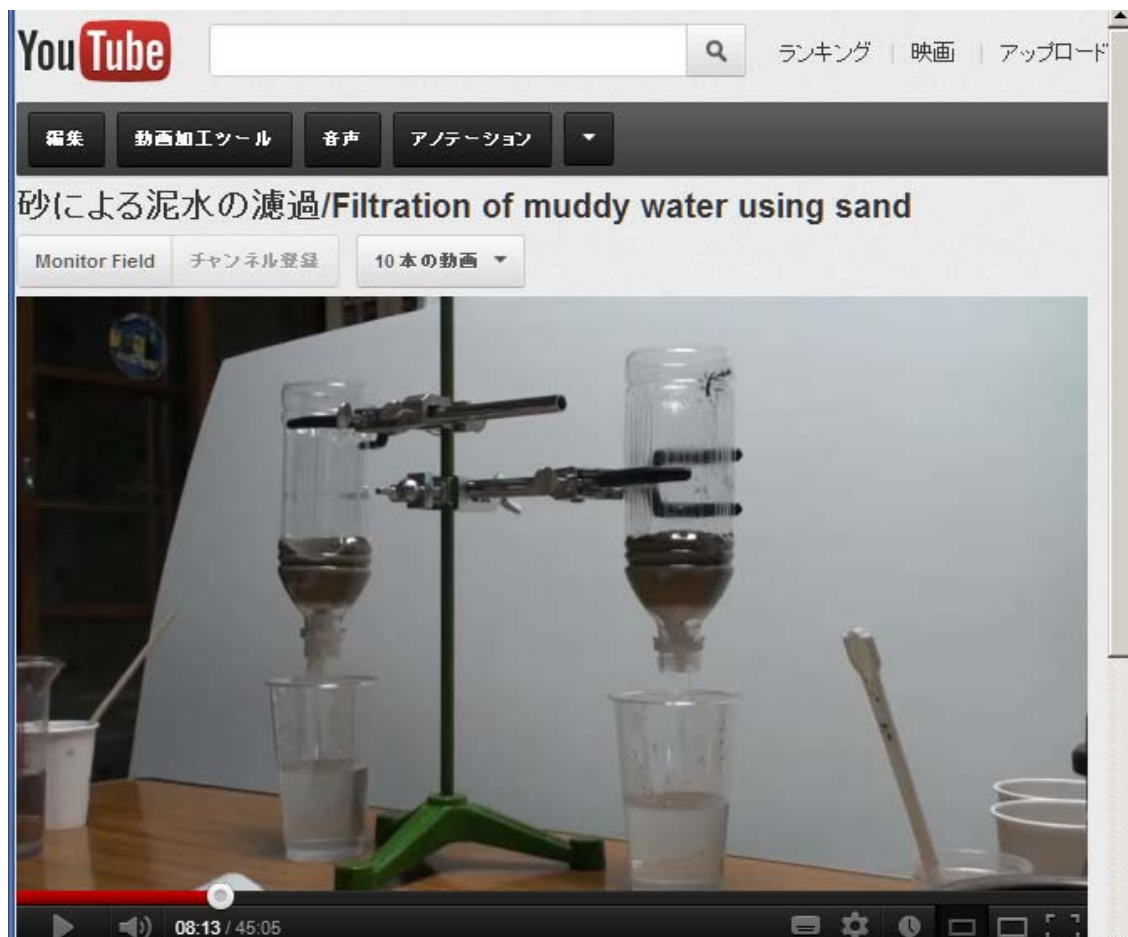 YouTube
ランキング 映画 アップロード
編集 動画加工ツール 音声 アノテーション
砂による泥水の濾過/Filtration of muddy water using sand
Monitor Field チャンネル登録 10本の動画
08:13 / 45:05